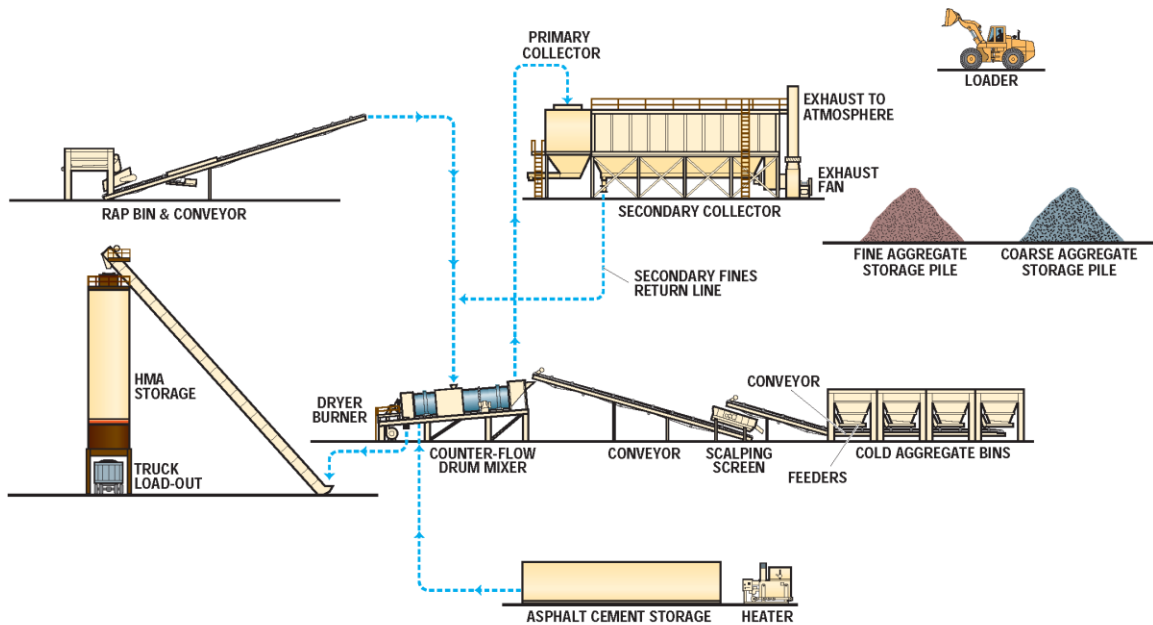 PRIMARY
COLLECTOR
LOADER
EXHAUST TO
ATMOSPHERE
EXHAUST
FAN
RAP BIN & CONVEYOR
SECONDARY COLLECTOR
FINE AGGREGATE
STORAGE PILE
COARSE AGGREGATE
STORAGE PILE
SECONDARY FINES
RETURN LINE
HMA
STORAGE
DRYER
BURNER
CONVEYOR
COUNTER-FLOW
DRUM MIXER
CONVEYOR
SCALPING
SCREEN
FEEDERS
COLD AGGREGATE BINS
TRUCK
LOAD-OUT
ASPHALT CEMENT STORAGE
HEATER